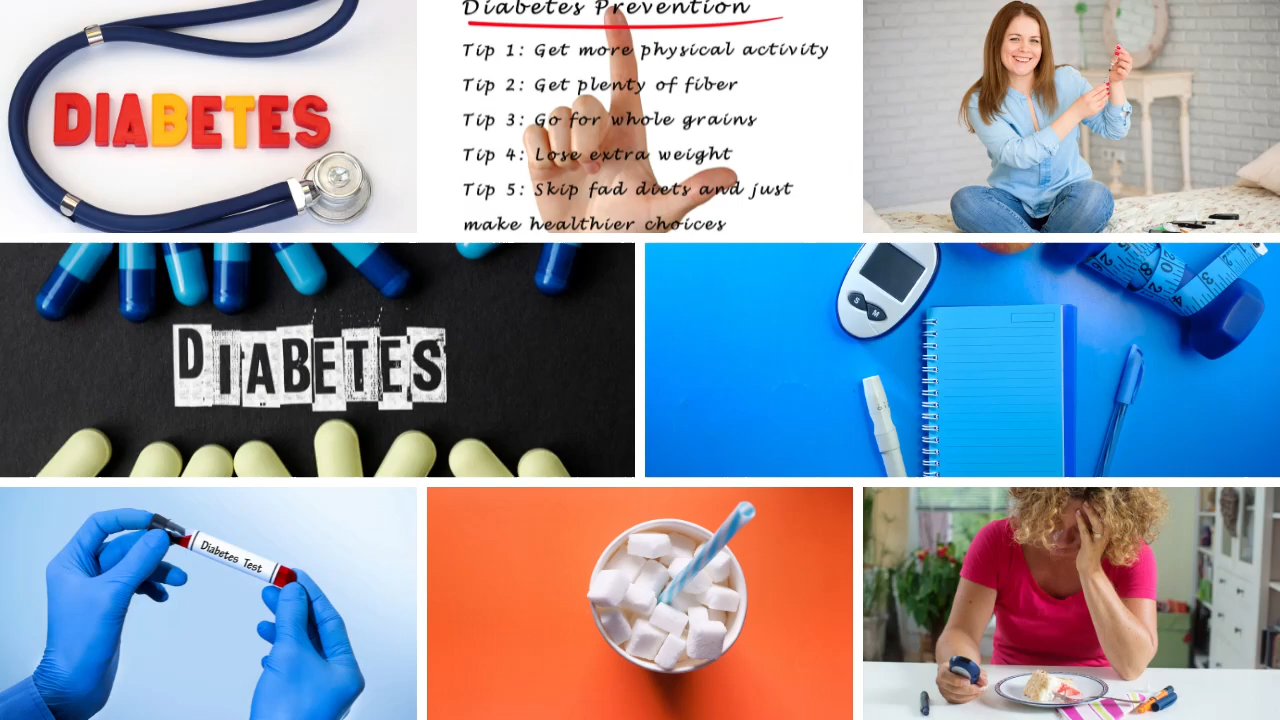 DIABETES
Diabetes Prevention
Tip 1: Get more physical activity
Tip 2: Get plenty of fiber
Tip 3: Go for whole grains
Tip 4: Lose extra weight
Tip 5: Skip fad diets and just
make healthier choices
DIABETES
S
M
Diabetes Test